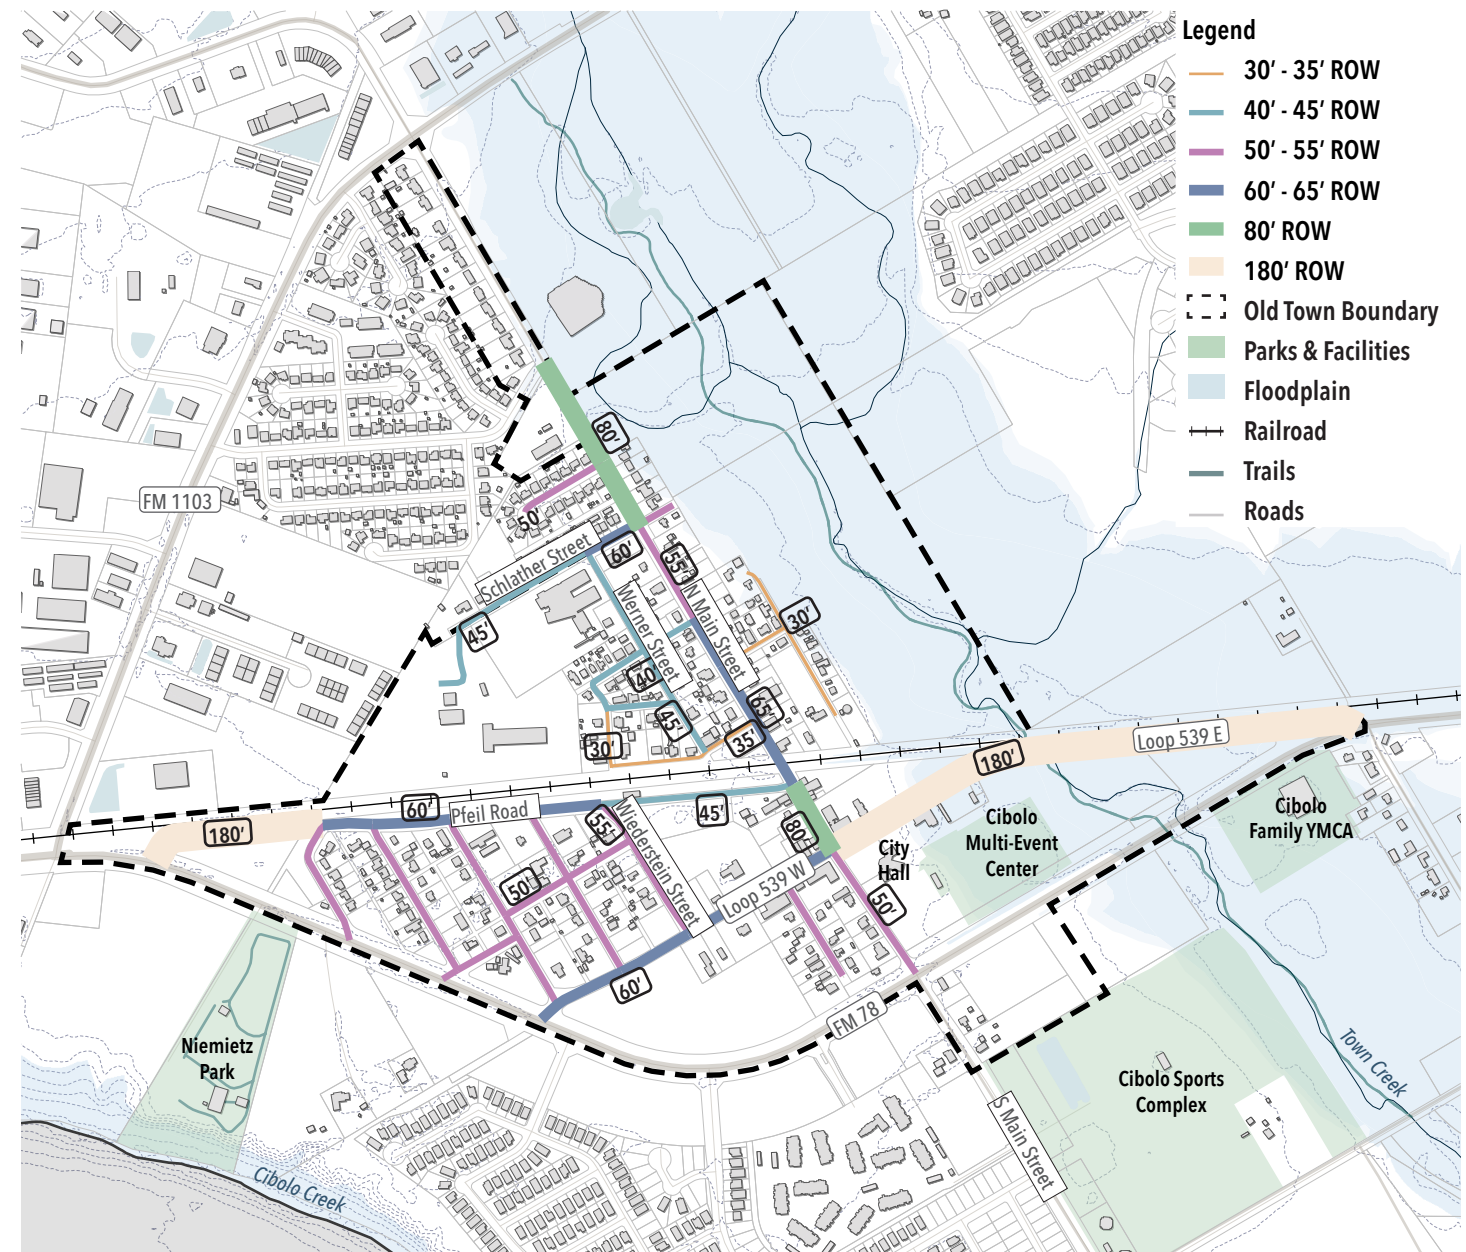 Legend
30' - 35' ROW
40' - 45' ROW
50' - 55' ROW
60' - 65' ROW
80' ROW
180' ROW
Old Town Boundary
Parks & Facilities
Floodplain
Railroad
Trails
Roads
80'
FM 1103
50'
60'
55'
Schlather Street
45'
Werner Street
N Main Street
30'
40
45'
65'
35'
30'
Loop 539 E
180'
60'
Pfeil Road
45'
180'
55'
Wiederstein Street
80'
City
Hall
Cibolo
Multi-Event
Center
Cibolo
Family YMCA
50'
Loop 539 W
50'
60'
FM 78
Niemietz
Park
Cibolo Sports
Complex
Town Creek
S Main Street
Cibolo Creek